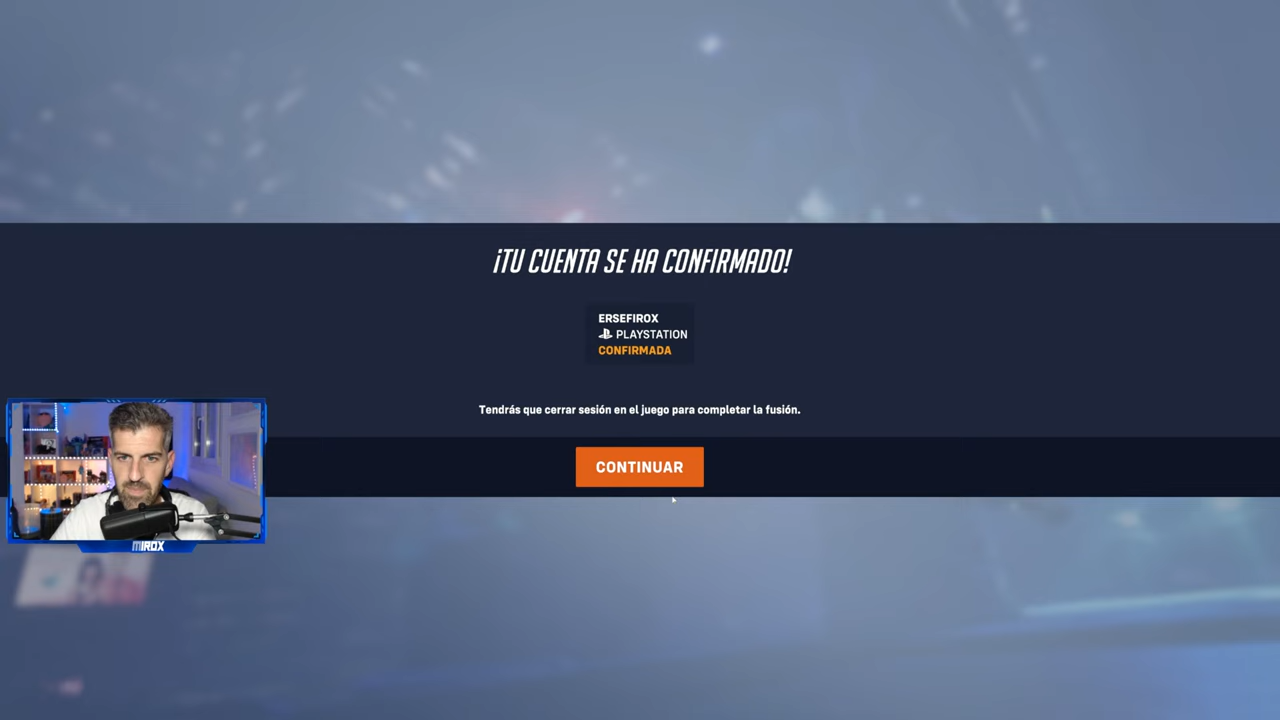 ¡TU CUENTA SE HA CONFIRMADO!
ERSEFIROX
PLAYSTATION
CONFIRMADA
Tendrás que cerrar sesión en el juego para completar la fusión.
CONTINUAR
MIROX